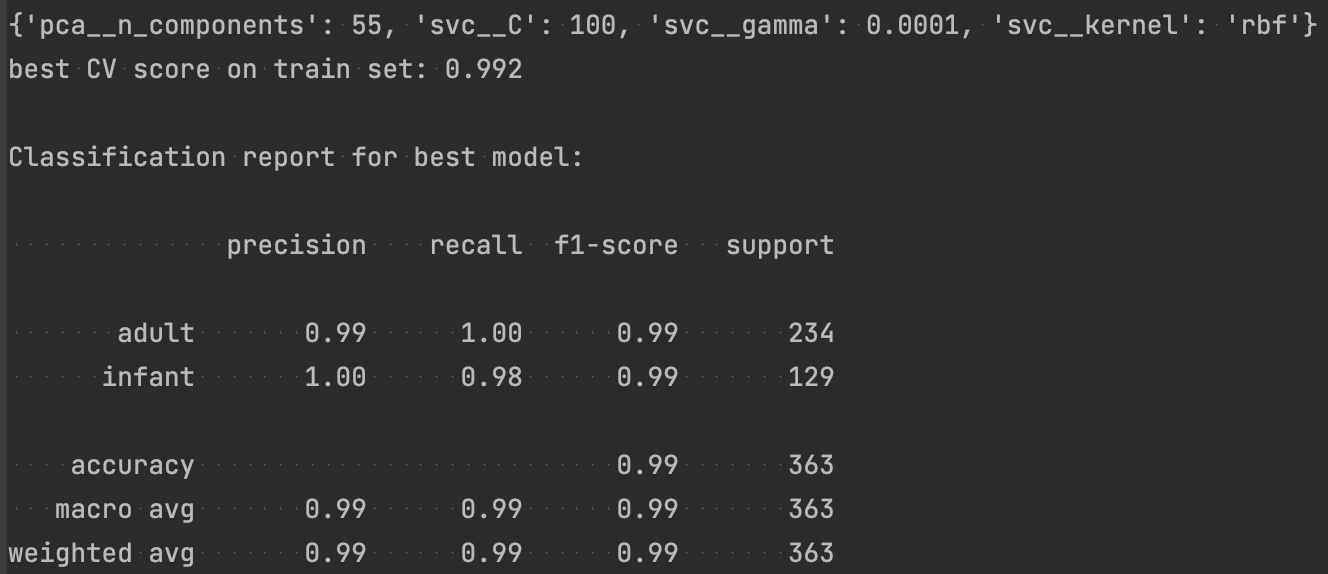 {'pca__n_components': 55, 'svc__C': 100, 'svc__gamma': 0.0001, 'svc__kernel': 'rbf'}
best CV score on train set: 0.992
Classification report for best model:
precision    recall  f1-score   support
adult       0.99      1.00      0.99       234
infant       1.00      0.98      0.99       129
accuracy                           0.99       363
macro avg       0.99      0.99      0.99       363
weighted avg       0.99      0.99      0.99       363